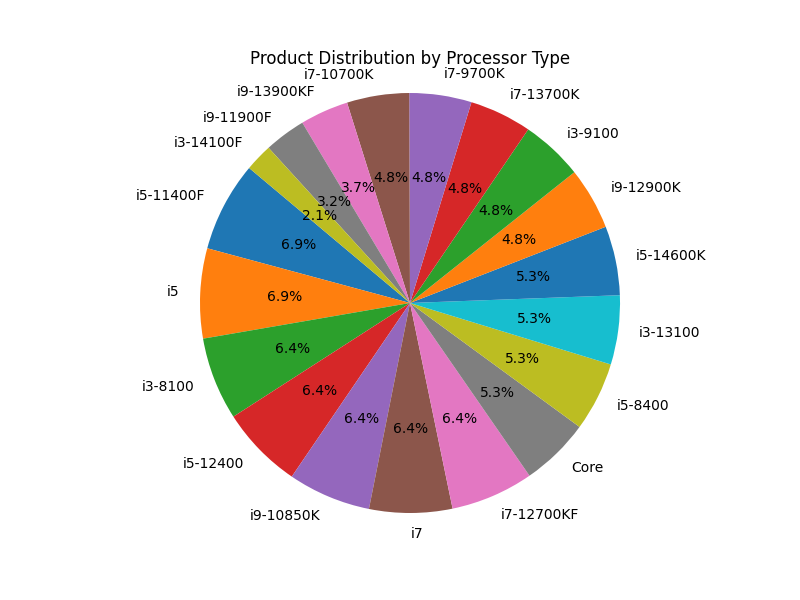 Product Distribution by Processor Type
i5-11400F
6.9%
i5
6.9%
i3-8100
6.4%
i5-12400
6.4%
i9-10850K
6.4%
i7
6.4%
i7-12700KF
6.4%
Core
5.3%
i5-8400
5.3%
i3-13100
5.3%
i5-14600K
5.3%
i9-12900K
4.8%
i3-9100
4.8%
i7-13700K
4.8%
i7-9700K
4.8%
i7-10700K
4.8%
i9-13900KF
3.7%
i9-11900F
3.2%
i3-14100F
2.1%